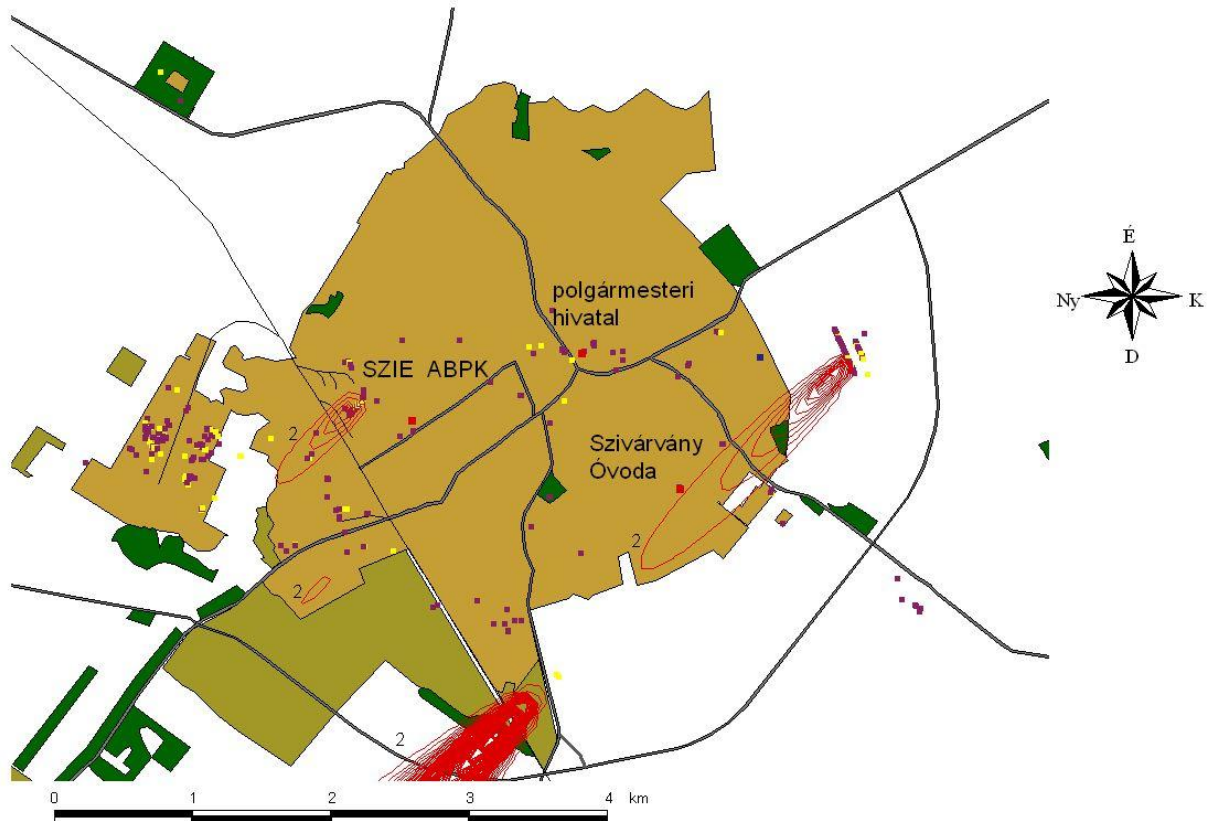 É
Ny
K
D
polgármesteri
hivatal
SZIE ABPK
Szivárvány
Óvoda
2
2
2
2
0
1
2
3
4
km